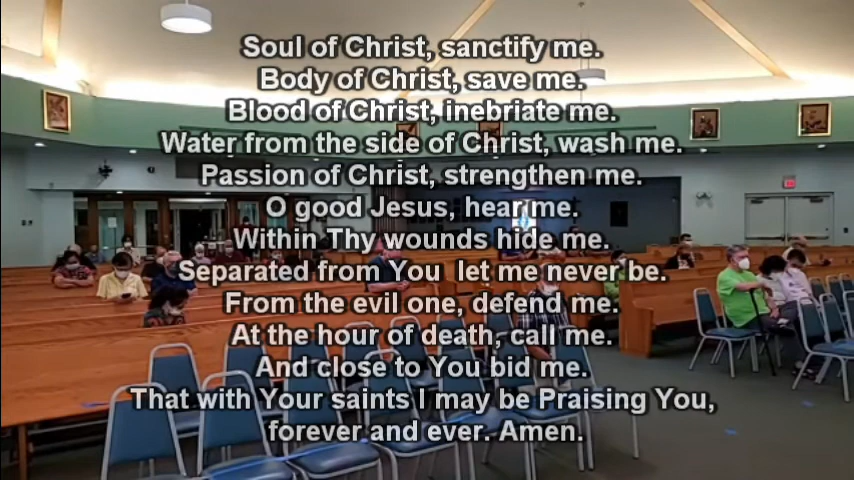 Soul of Christ, sanctify me.
Body of Christ, save me.
Blood of Christ, inebriate me.
Water from the side of Christ, wash me.
Passion of Christ, strengthen me.
O good Jesus, hear me.
Within Thy wounds hide me.
Separated from You let me never be.
From the evil one, defend me.
At the hour of death, call me.
And close to You bid me.
That with Your saints I may be Praising You,
forever and ever. Amen.